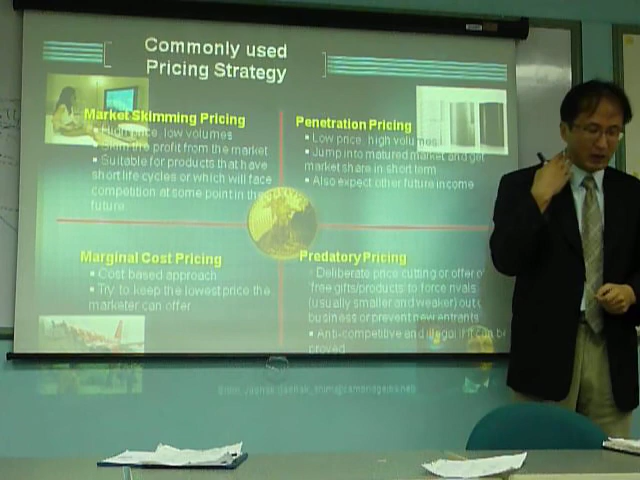 Commonly used
Pricing Strategy
Market Skimming Pricing
High price, low volumes
Skim the profit from the market
Suitable for products that have
short life cycles or which will face
competition at some point in the
future
Penetration Pricing
Low price, high volumes
Jump into matured market and get
market share in short term
Also expect other future income
Marginal Cost Pricing
Cost based approach
Try to keep the lowest price the
marketer can offer
Predatory Pricing
Deliberate price cutting or offer of
'free gifts/products' to force rivals
(usually smaller and weaker) out
business or prevent new entrants
Anti-competitive and illegal if it can be
proved